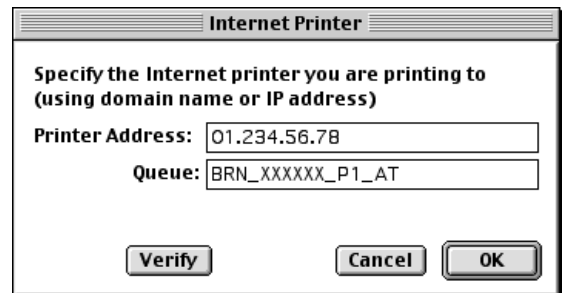 Internet Printer
Specify the Internet printer you are printing to
(using domain name or IP address)
Printer Address: 01.234.56.78
Queue: BRN_XXXXXX_P1_AT
Verify Cancel OK